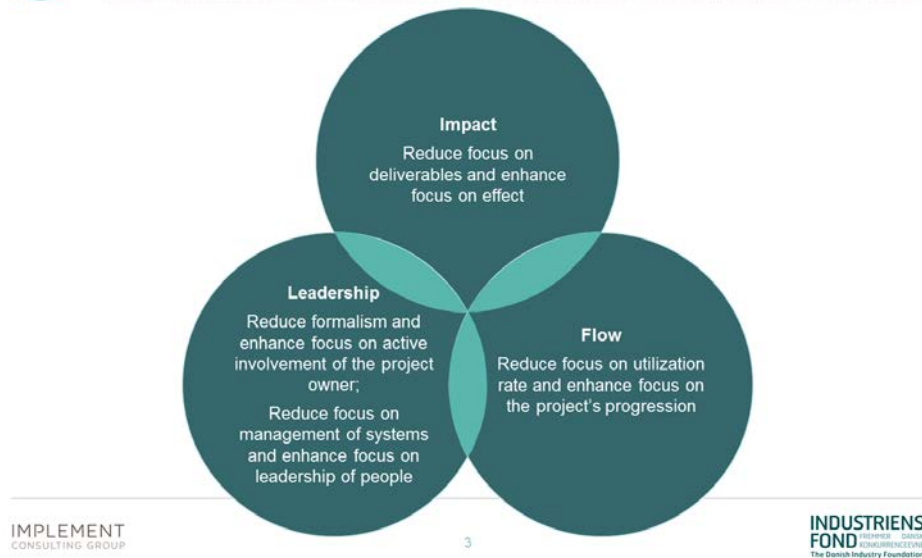 Impact
Reduce focus on
deliverables and enhance
focus on effect
Leadership
Reduce formalism and
enhance focus on active
involvement of the project
owner;
Reduce focus on
management of systems
and enhance focus on
leadership of people
Flow
Reduce focus on utilization
rate and enhance focus on
the project's progression
IMPLEMENT
CONSULTING GROUP
3
INDUSTRIENS
FOND FREMMER DANSK
KONKURRENCEEVNE
The Danish Industry Foundation